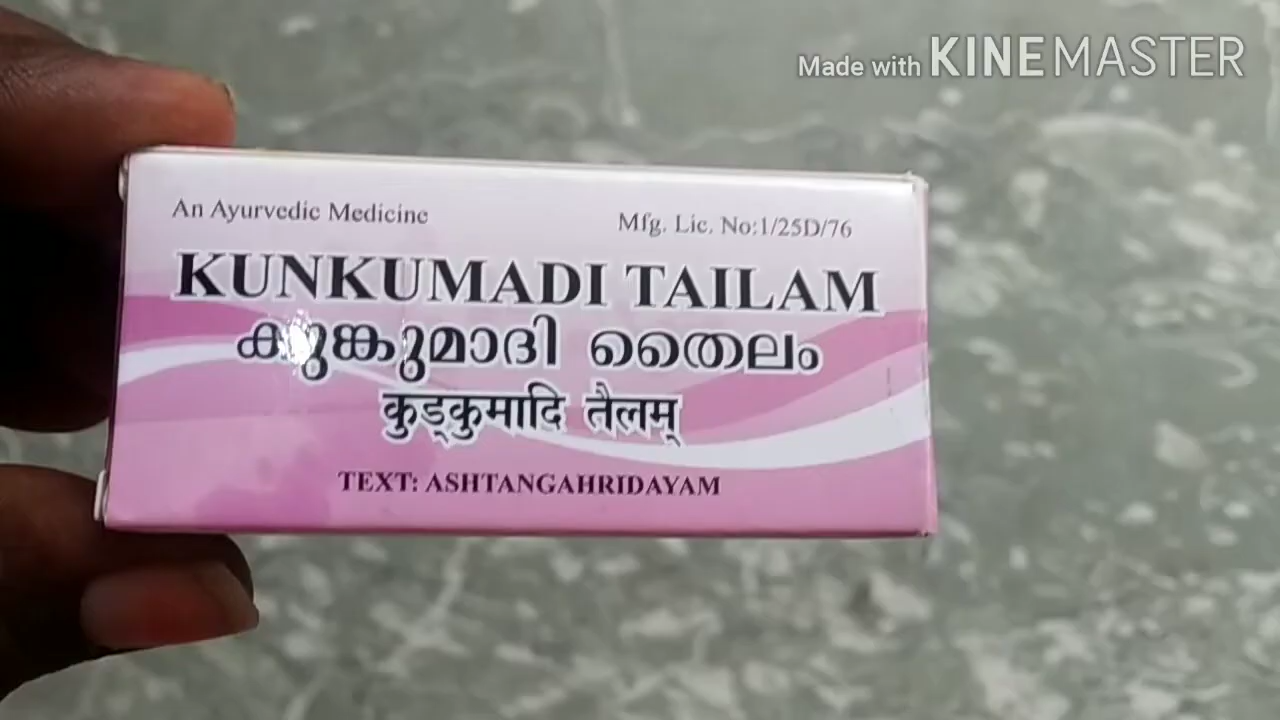 Made with KINEMASTER
An Ayurvedic Medicine Mfg. Lic. No:1/25D/76
KUNKUMADI TAILAM
കുങ്കുമാദി തൈലം
कुड्कुमादि तैलम्
TEXT: ASHTANGAHRIDAYAM